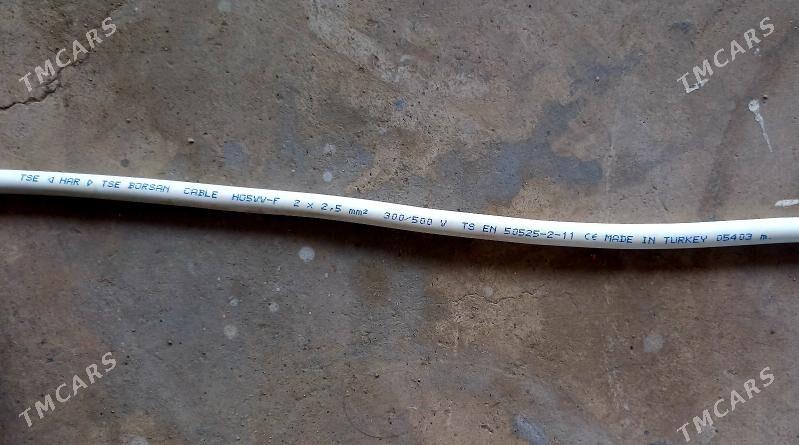 TMCARS
TMCARS
TSE ◁ HAR ▷ TSE BORSAN CABLE H05VV-F 2 x 2,5 mm² 300/500 V TS EN 50525-2-11 CE MADE IN TURKEY 05403 m.
TMCARS
TMCARS